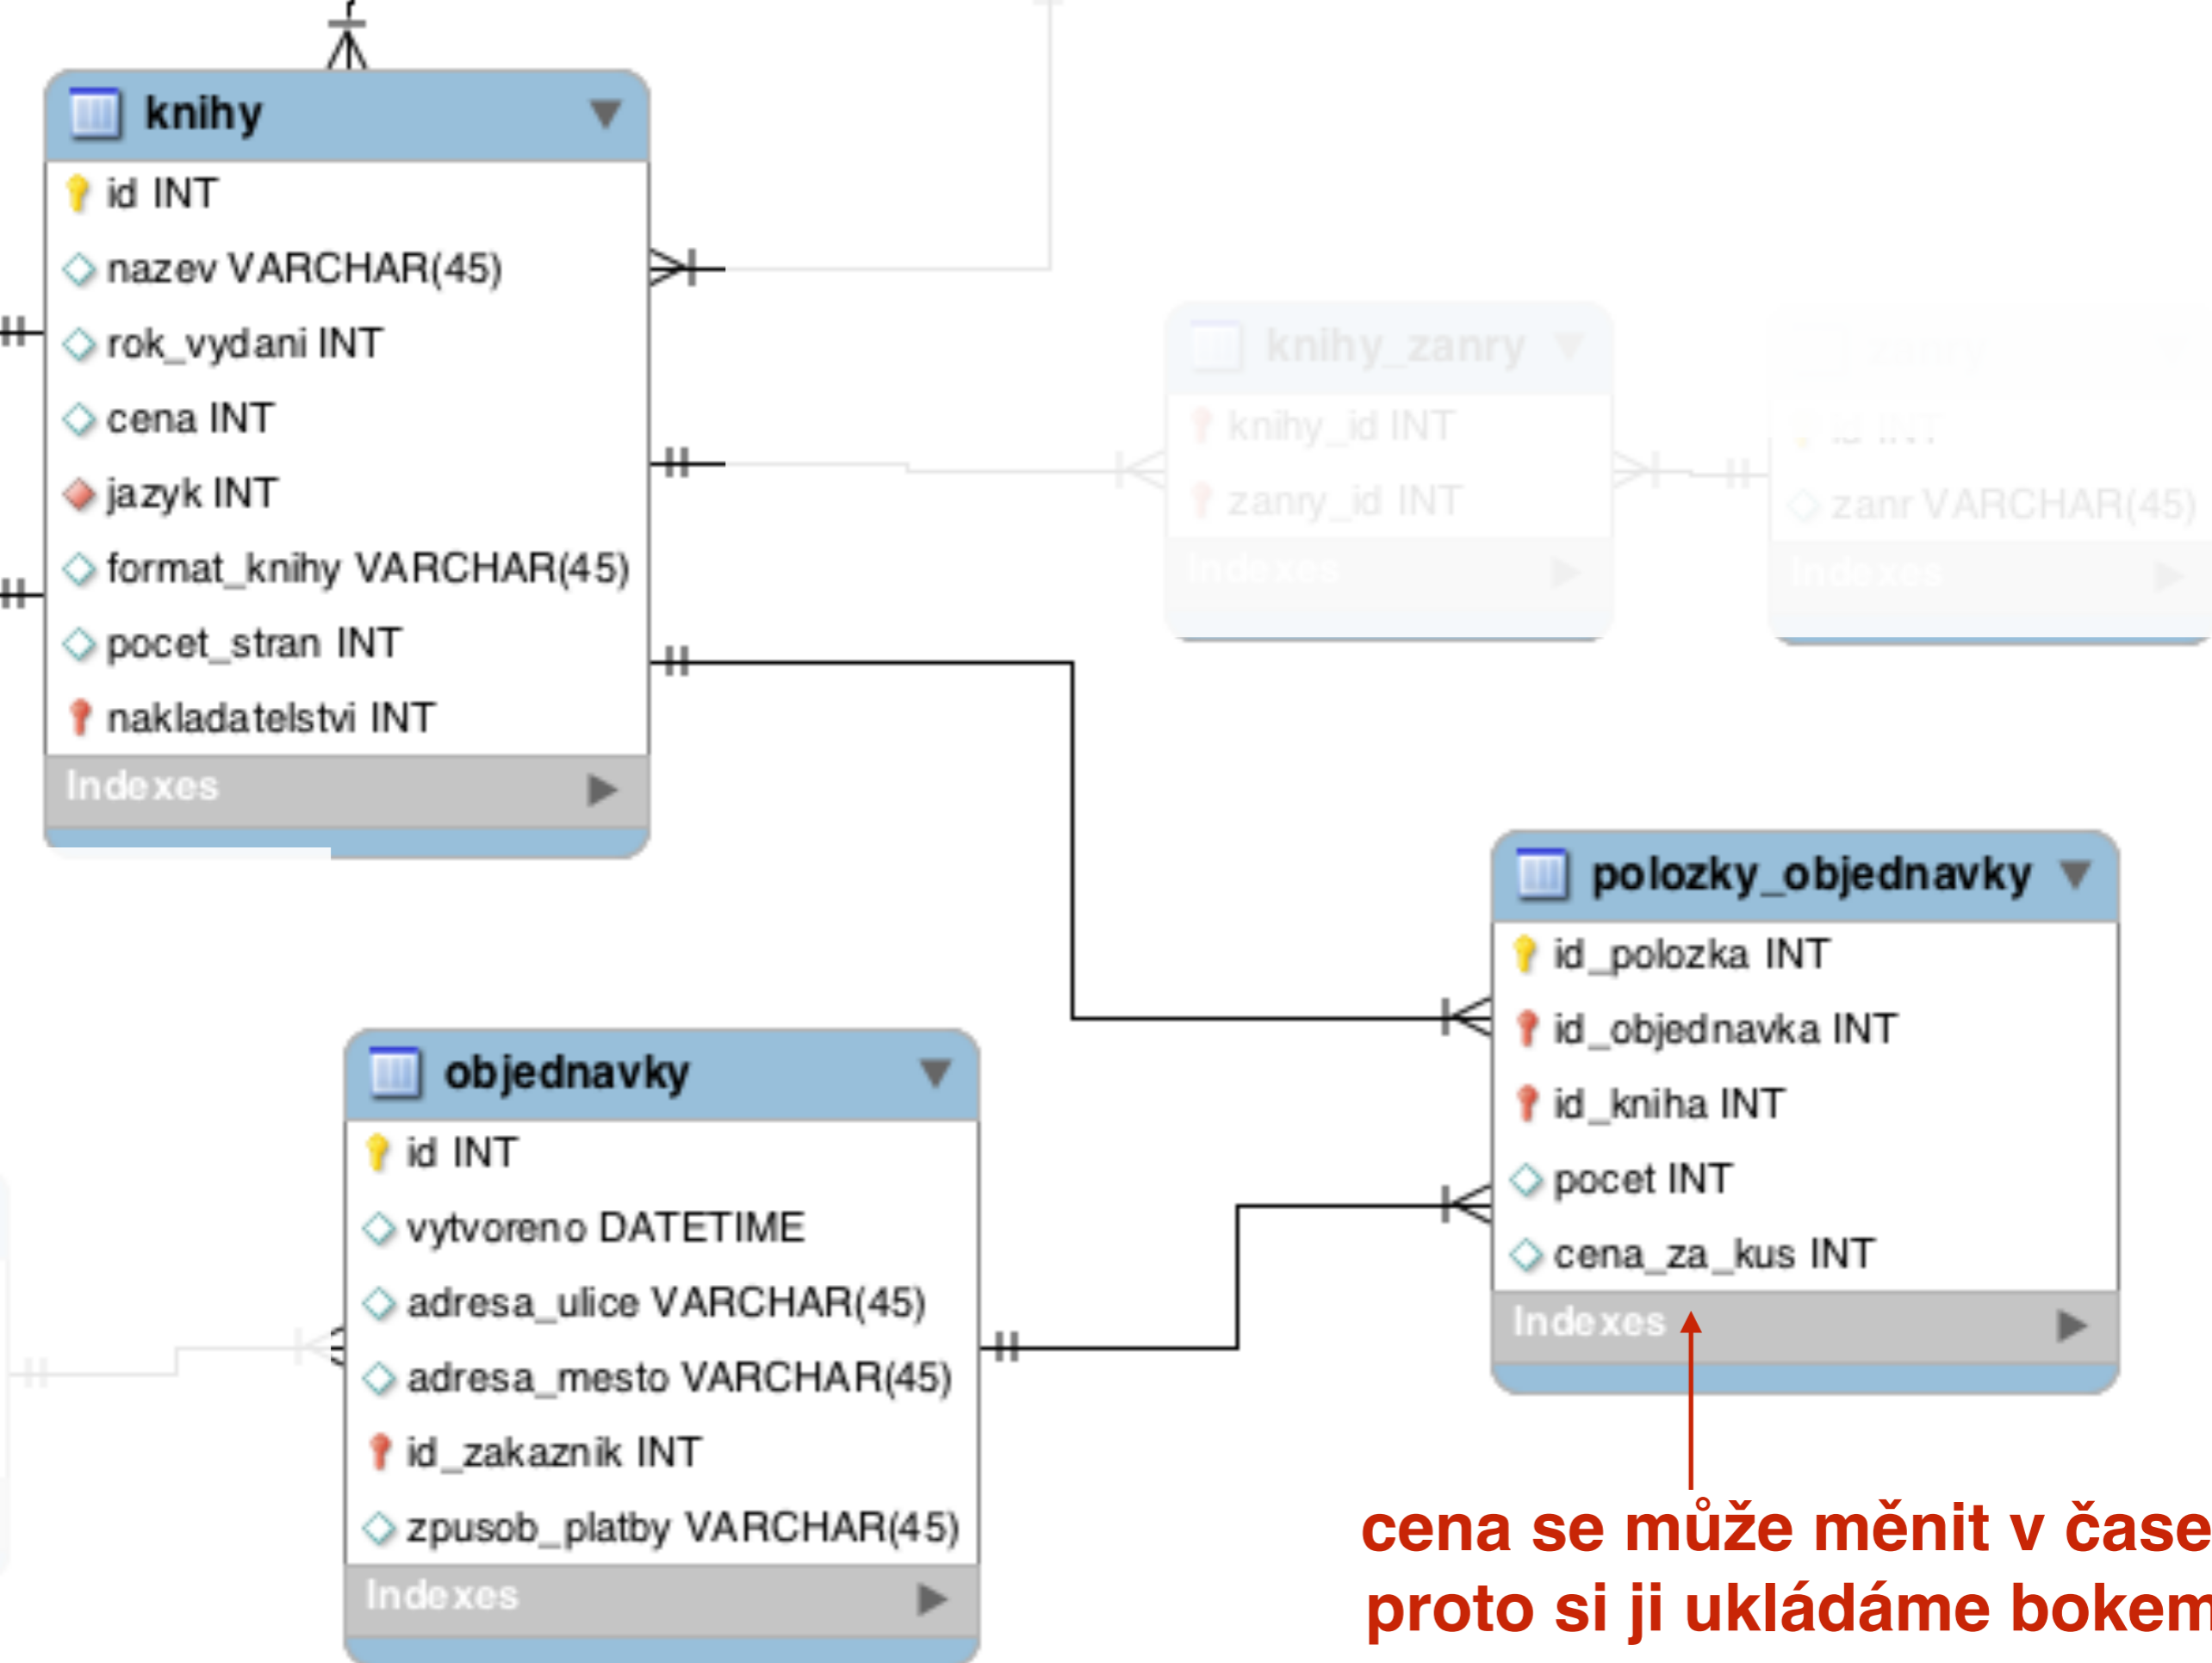 knihy
id INT
nazev VARCHAR(45)
rok_vydani INT
cena INT
jazyk INT
format_knihy VARCHAR(45)
pocet_stran INT
nakladatelstvi INT
Indexes
knihy_zanry
knihy_id INT
zanry_id INT
Indexes
zanry
id INT
zanr VARCHAR(45)
Indexes
polozky_objednavky
id_polozka INT
id_objednavka INT
id_kniha INT
pocet INT
cena_za_kus INT
Indexes
objednavky
id INT
vytvoreno DATETIME
adresa_ulice VARCHAR(45)
adresa_mesto VARCHAR(45)
id_zakaznik INT
zpusob_platby VARCHAR(45)
Indexes
cena se může měnit v čase
proto si ji ukládáme bokem